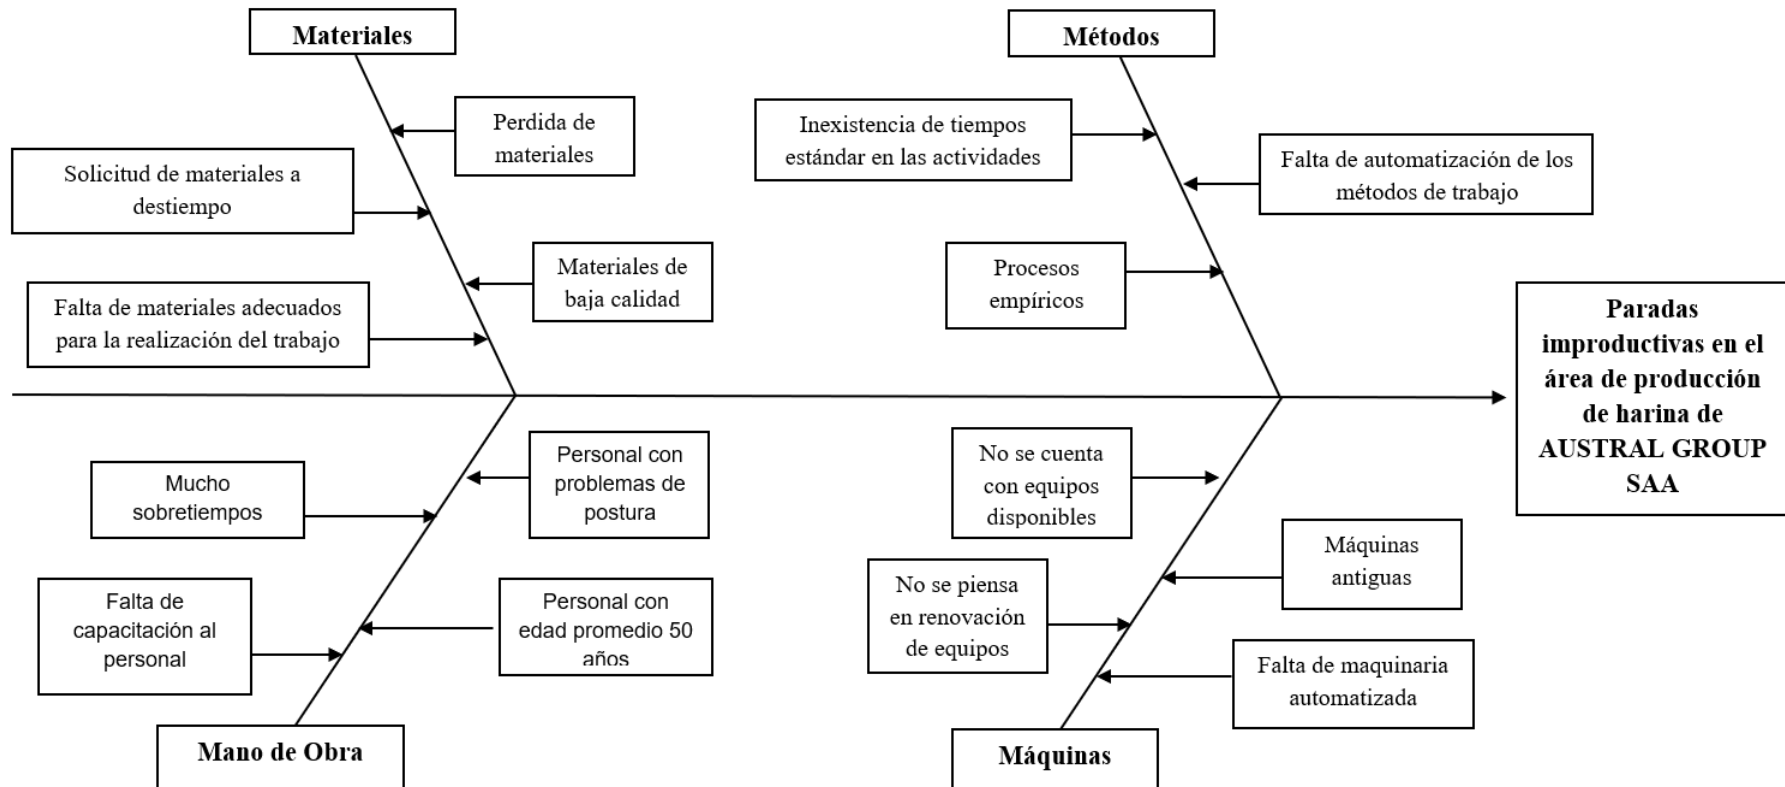 Materiales
Métodos
Perdida de
materiales
Inexistencia de tiempos
estándar en las actividades
Falta de automatización de los
métodos de trabajo
Solicitud de materiales a
destiempo
Materiales de
baja calidad
Procesos
empíricos
Falta de materiales adecuados
para la realización del trabajo
Paradas
improductivas en el
área de producción
de harina de
AUSTRAL GROUP
SAA
Mucho
sobretiempos
Personal con
problemas de
postura
No se cuenta
con equipos
disponibles
Máquinas
antiguas
Falta de
capacitación al
personal
Personal con
edad promedio 50
años
No se piensa
en renovación
de equipos
Falta de maquinaria
automatizada
Mano de Obra
Máquinas